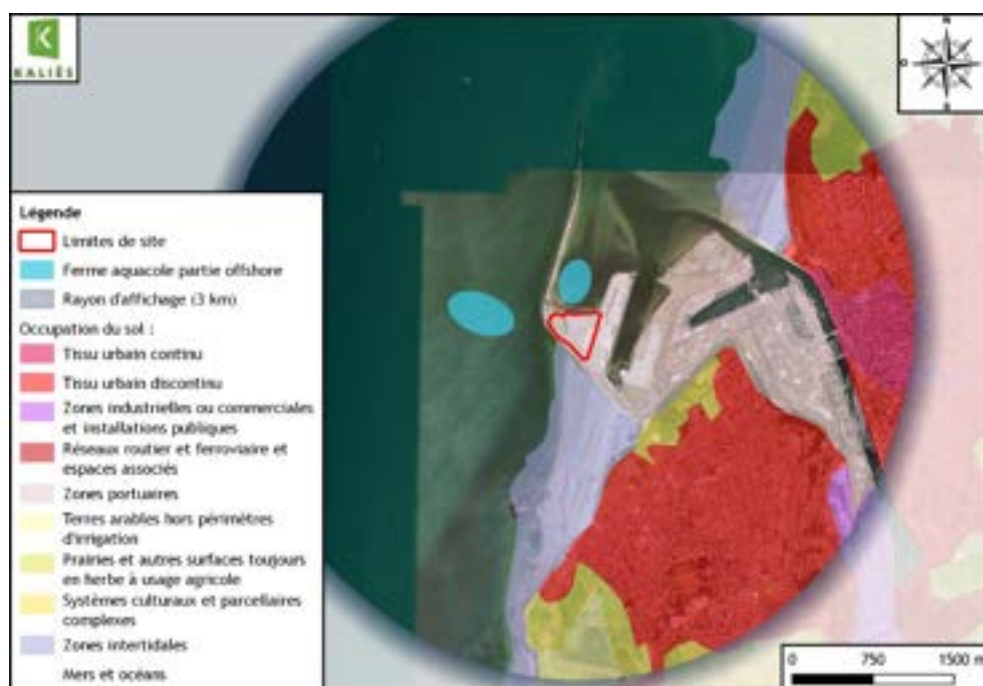 KALIÈS
N
O
Légende
Limites de site
Ferme aquacole partie offshore
Rayon d'affichage (3 km)
Occupation du sol :
Tissu urbain continu
Tissu urbain discontinu
Zones industrielles ou commerciales
et installations publiques
Réseaux routier et ferroviaire et
espaces associés
Zones portuaires
Terres arables hors périmètres
d'irrigation
Prairies et autres surfaces toujours
en herbe à usage agricole
Systèmes culturaux et parcellaires
complexes
Zones intertidales
Mers et océans
0 750 1500 m